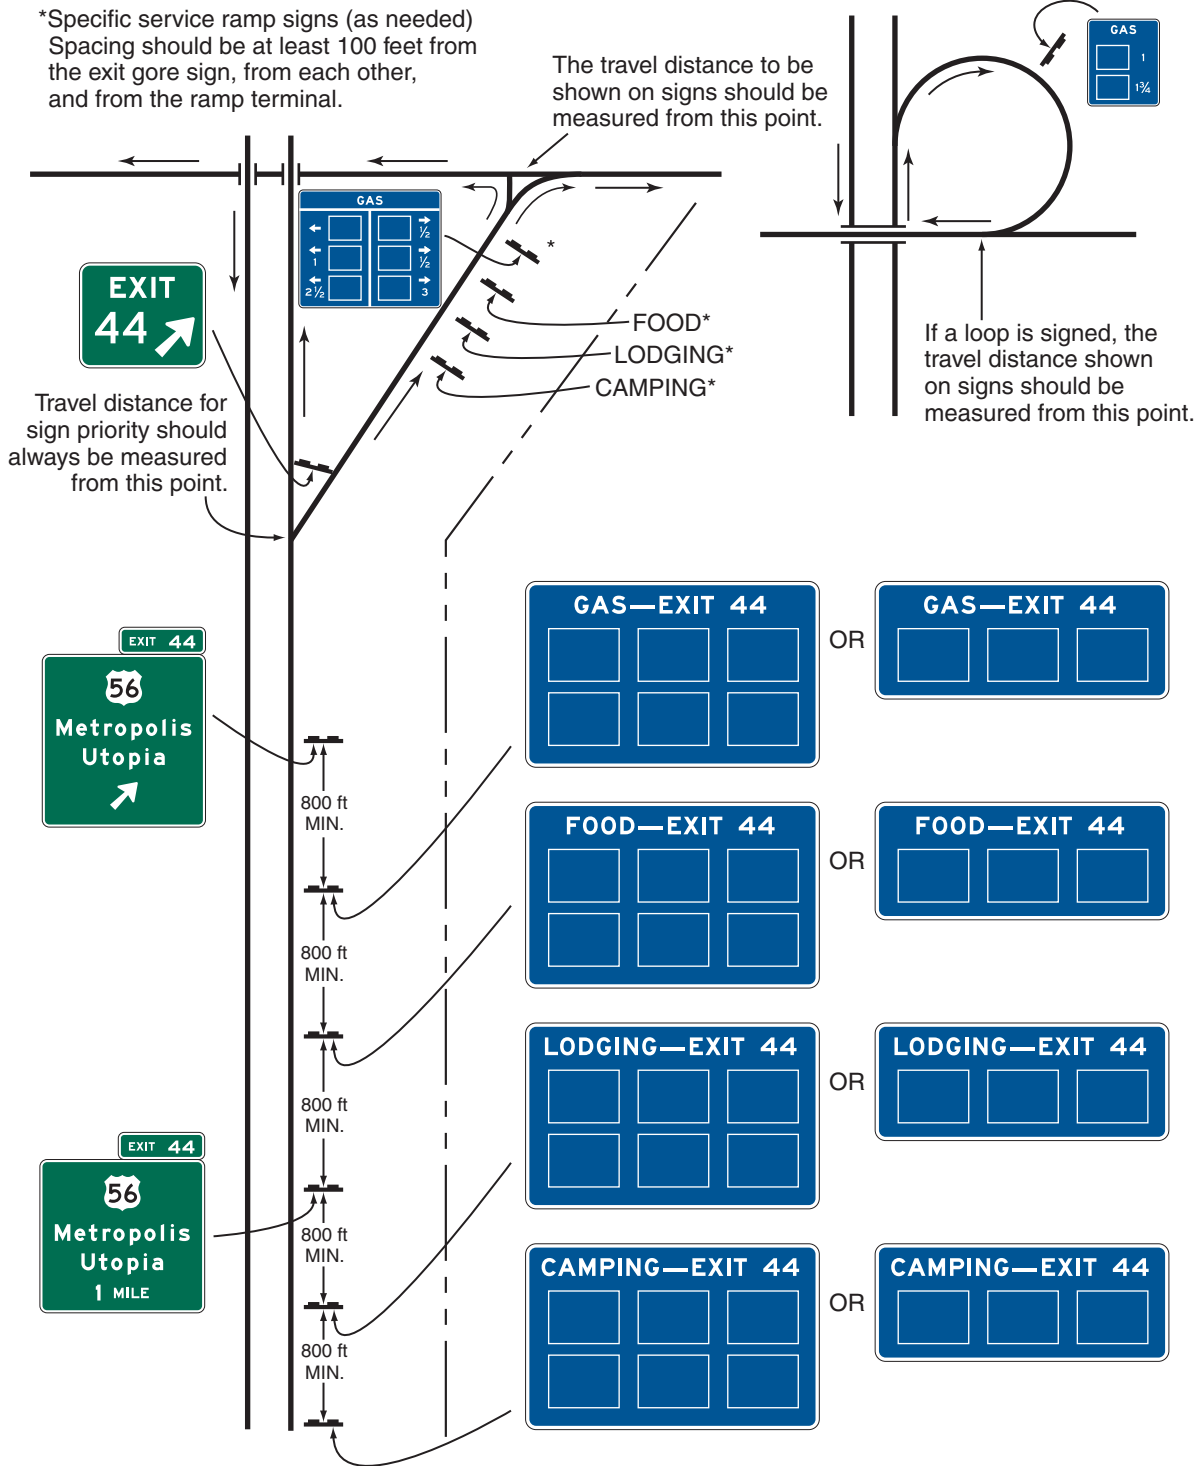 *Specific service ramp signs (as needed)
Spacing should be at least 100 feet from
the exit gore sign, from each other,
and from the ramp terminal.
The travel distance to be
shown on signs should be
measured from this point.
GAS
1
1¾
GAS
½
1
½
2½
3
*
EXIT
44
FOOD*
LODGING*
CAMPING*
If a loop is signed, the
travel distance shown
on signs should be
measured from this point.
Travel distance for
sign priority should
always be measured
from this point.
EXIT 44
56
Metropolis
Utopia
800 ft
MIN.
GAS—EXIT 44
OR
GAS—EXIT 44
800 ft
MIN.
FOOD—EXIT 44
OR
FOOD—EXIT 44
800 ft
MIN.
LODGING—EXIT 44
OR
LODGING—EXIT 44
EXIT 44
56
Metropolis
Utopia
1 MILE
800 ft
MIN.
800 ft
MIN.
CAMPING—EXIT 44
OR
CAMPING—EXIT 44